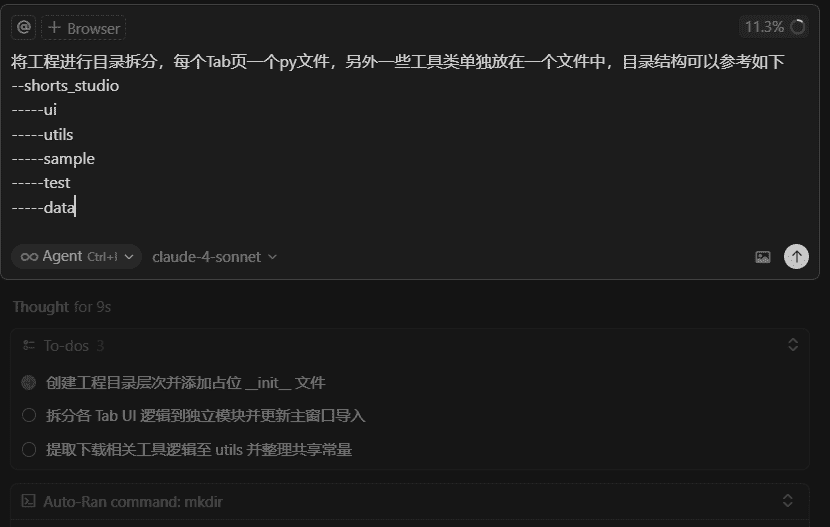 @ + Browser 11.3%
将工程进行目录拆分，每个Tab页一个py文件，另外一些工具类单独放在一个文件中，目录结构可以参考如下
--shorts_studio
-----ui
-----utils
-----sample
-----test
-----data
Agent Ctrl+I claude-4-sonnet
Thought for 9s
To-dos 3
创建工程目录层次并添加占位 __init__ 文件
拆分各 Tab UI 逻辑到独立模块并更新主窗口导入
提取下载相关工具逻辑至 utils 并整理共享常量
Auto-Ran command: mkdir